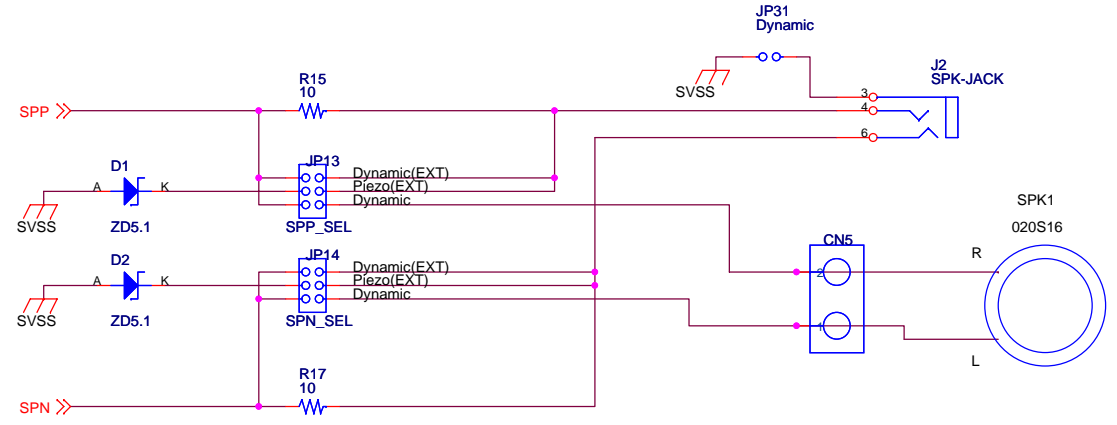 JP31
Dynamic
SVSS
J2
SPK-JACK
3
4
6
R15
10
SPP
JP13
Dynamic(EXT)
Piezo(EXT)
Dynamic
SPP_SEL
D1
A
K
ZD5.1
SVSS
JP14
Dynamic(EXT)
Piezo(EXT)
Dynamic
SPN_SEL
D2
A
K
ZD5.1
SVSS
CN5
2
1
SPK1
020S16
R
L
R17
10
SPN